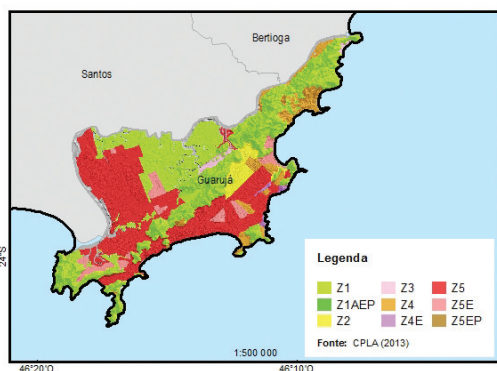 Bertioga
Santos
Guarujá
24°S
Legenda
Z1 Z3 Z5
Z1AEP Z4 Z5E
Z2 Z4E Z5EP
Fonte: CPLA (2013)
1:500 000
46°20'O 46°10'O